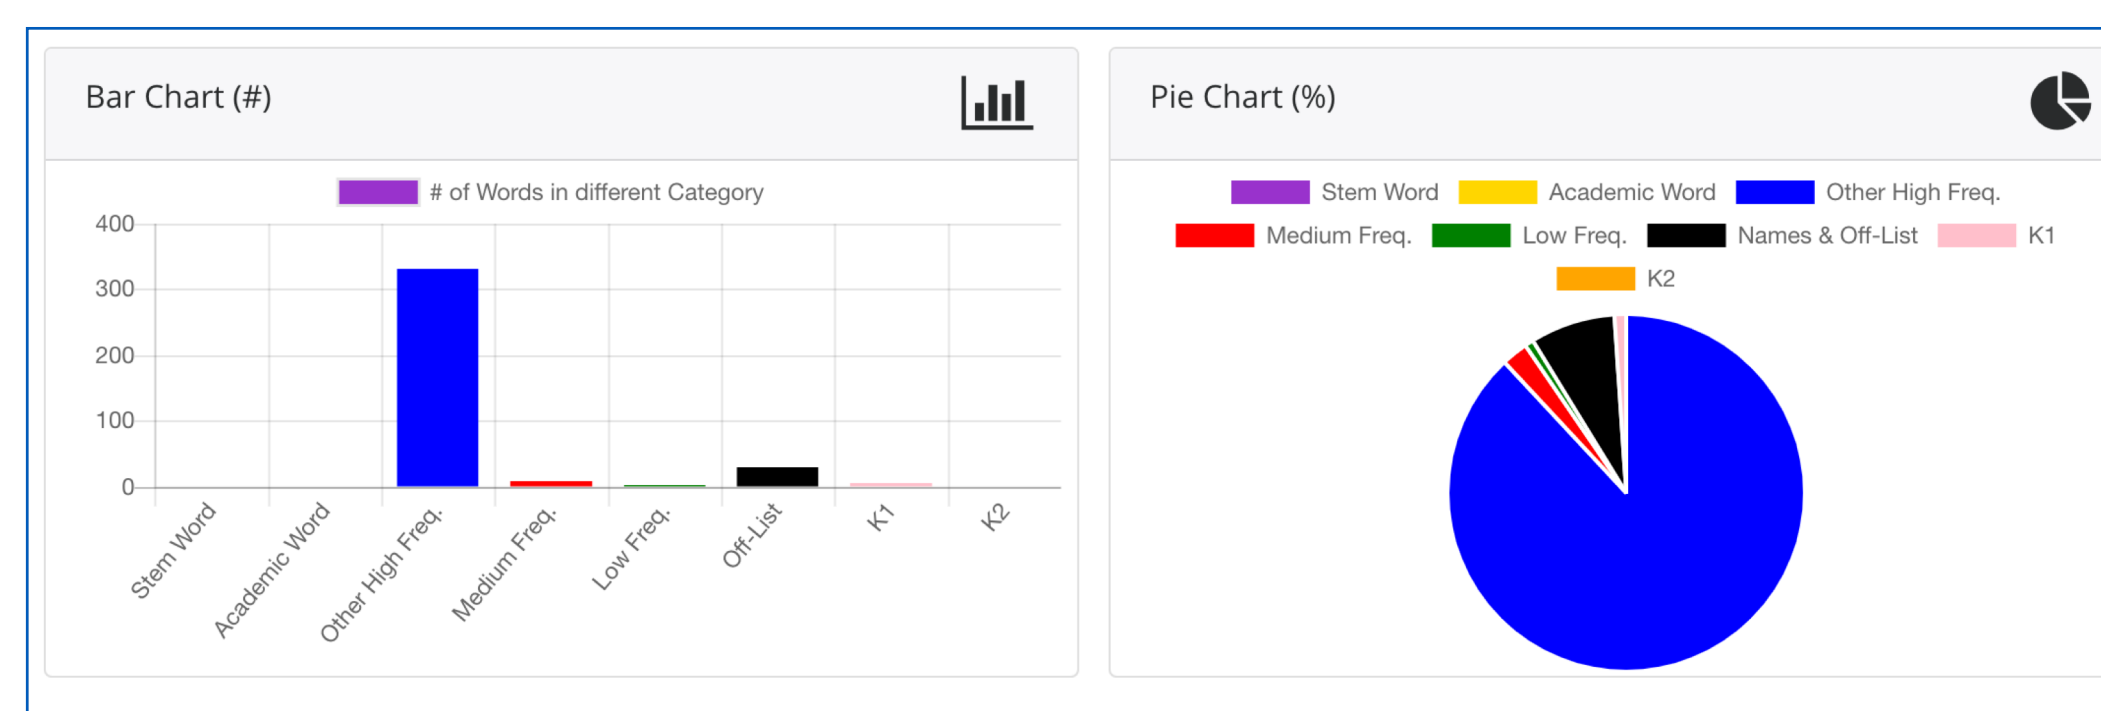 Bar Chart (#)
# of Words in different Category
400
300
200
100
0
Stem Word
Academic Word
Other High Freq.
Medium Freq.
Low Freq.
Off-List
K1
K2
Pie Chart (%)
Stem Word Academic Word Other High Freq.
Medium Freq. Low Freq. Names & Off-List K1
K2